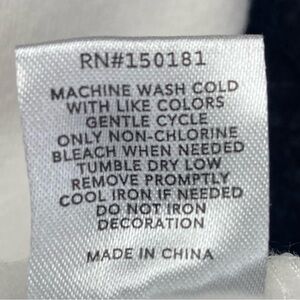 RN#150181
MACHINE WASH COLD
WITH LIKE COLORS
GENTLE CYCLE
ONLY NON-CHLORINE
BLEACH WHEN NEEDED
TUMBLE DRY LOW
REMOVE PROMPTLY
COOL IRON IF NEEDED
DO NOT IRON
DECORATION
MADE IN CHINA